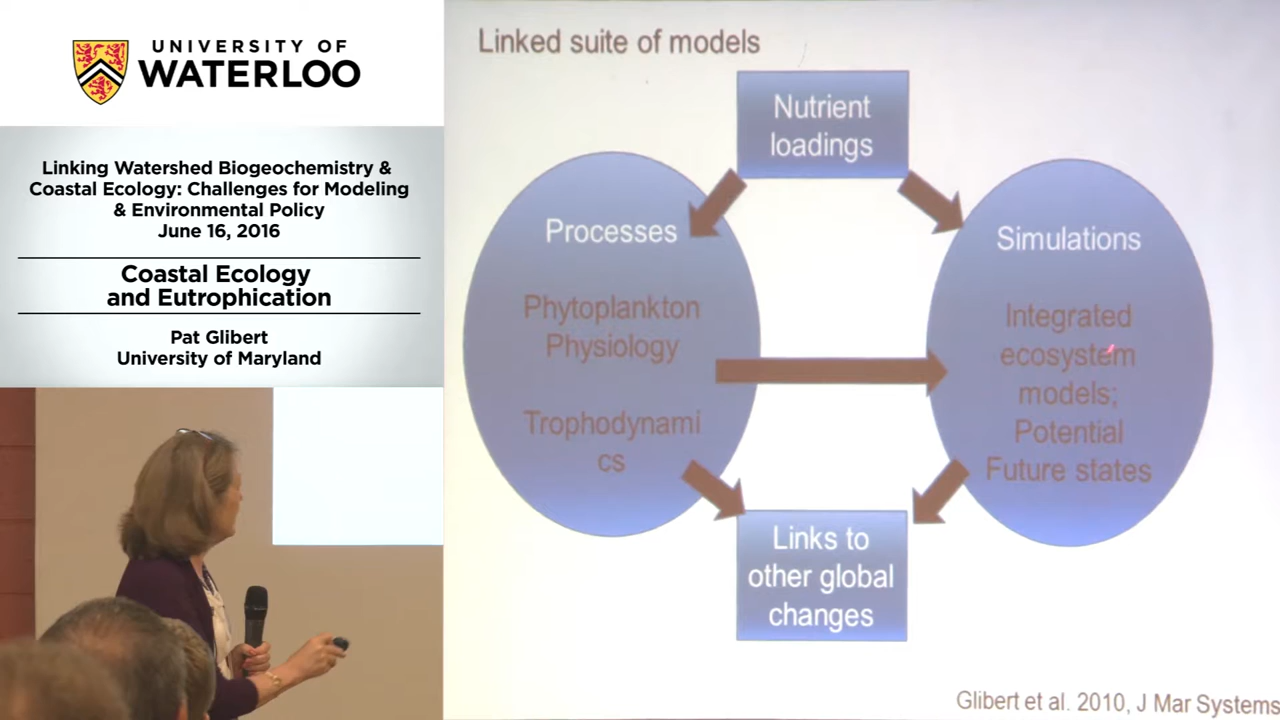 UNIVERSITY OF
WATERLOO
Linking Watershed Biogeochemistry &
Coastal Ecology: Challenges for Modeling
& Environmental Policy
June 16, 2016
Coastal Ecology
and Eutrophication
Pat Glibert
University of Maryland
Linked suite of models
Nutrient
loadings
Processes
Phytoplankton
Physiology
Trophodynami
cs
Simulations
Integrated
ecosystem
models;
Potential
Future states
Links to
other global
changes
Glibert et al. 2010, J Mar Systems